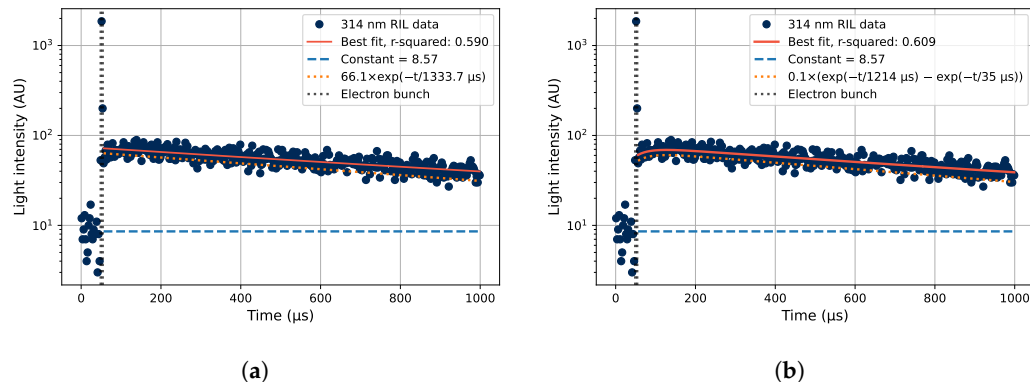 314 nm RIL data
Best fit, r-squared: 0.590
Constant = 8.57
66.1×exp(−t/1333.7 µs)
Electron bunch
Light intensity (AU)
10³
10²
10¹
0 200 400 600 800 1000
Time (µs)
(a)
314 nm RIL data
Best fit, r-squared: 0.609
Constant = 8.57
0.1×(exp(−t/1214 µs) − exp(−t/35 µs))
Electron bunch
Light intensity (AU)
10³
10²
10¹
0 200 400 600 800 1000
Time (µs)
(b)